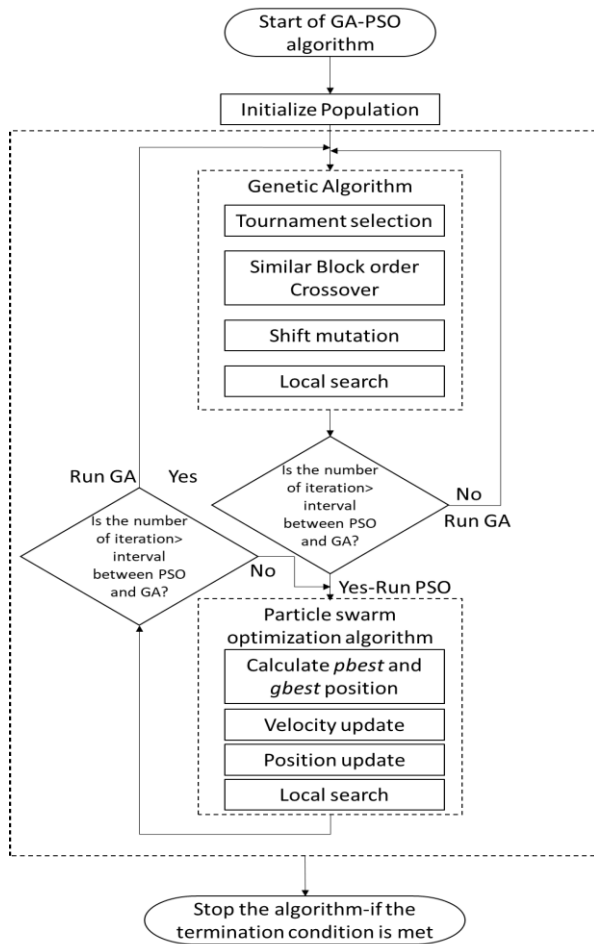 Start of GA-PSO
algorithm
Initialize Population
Genetic Algorithm
Tournament selection
Similar Block order
Crossover
Shift mutation
Local search
Is the number
of iteration>
interval
between PSO
and GA?
No
Run GA
Run GA
Yes
Is the number
of iteration>
interval
between PSO
and GA?
No
Yes-Run PSO
Particle swarm
optimization algorithm
Calculate pbest and
gbest position
Velocity update
Position update
Local search
Stop the algorithm-if the
termination condition is met